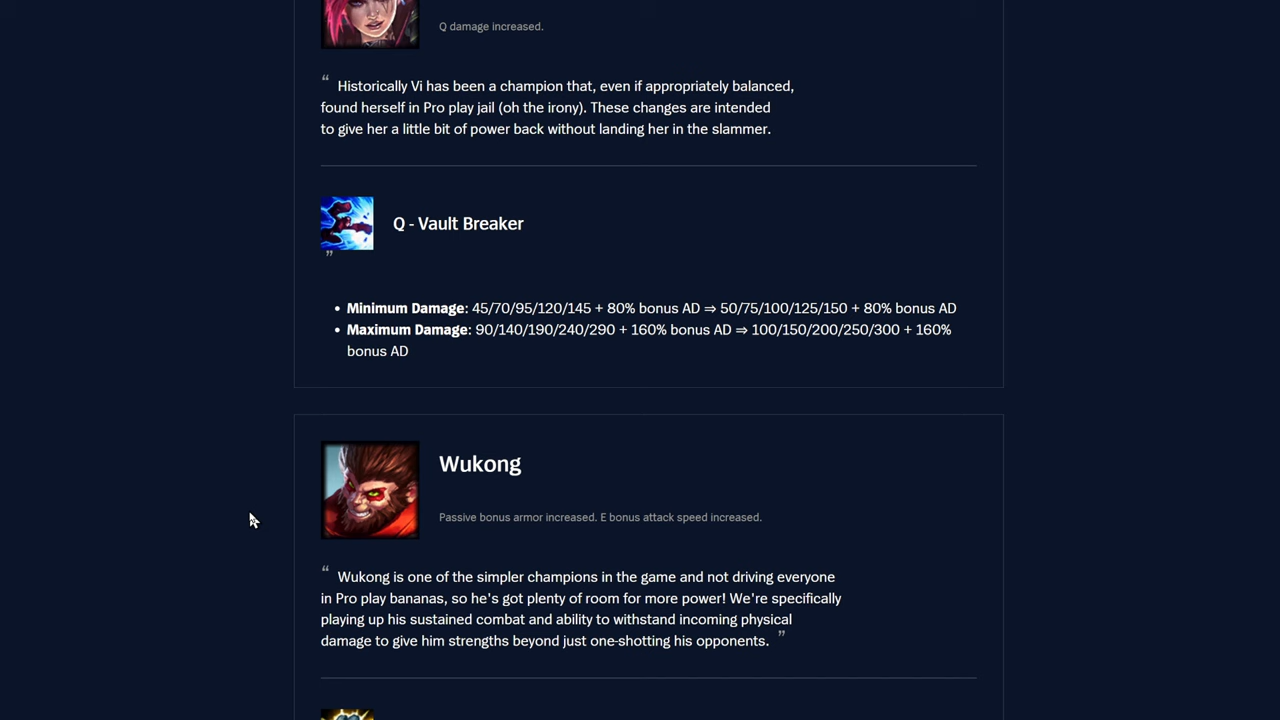 Q damage increased.
“ Historically Vi has been a champion that, even if appropriately balanced,
found herself in Pro play jail (oh the irony). These changes are intended
to give her a little bit of power back without landing her in the slammer.
Q - Vault Breaker
”
• Minimum Damage: 45/70/95/120/145 + 80% bonus AD ⇒ 50/75/100/125/150 + 80% bonus AD
• Maximum Damage: 90/140/190/240/290 + 160% bonus AD ⇒ 100/150/200/250/300 + 160%
bonus AD
Wukong
Passive bonus armor increased. E bonus attack speed increased.
“ Wukong is one of the simpler champions in the game and not driving everyone
in Pro play bananas, so he's got plenty of room for more power! We're specifically
playing up his sustained combat and ability to withstand incoming physical
damage to give him strengths beyond just one-shotting his opponents. ”